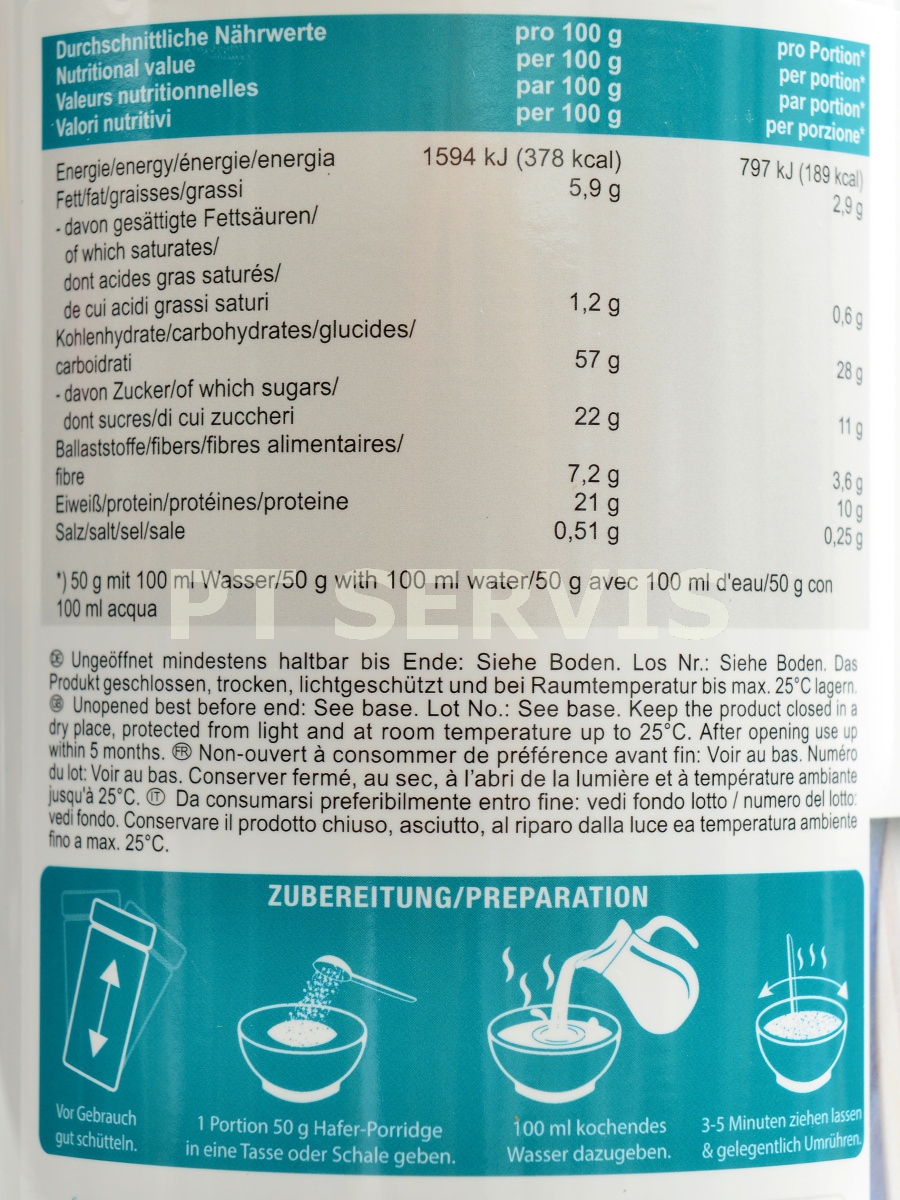 Durchschnittliche Nährwerte pro 100 g pro Portion*
Nutritional value per 100 g per portion*
Valeurs nutritionnelles par 100 g par portion*
Valori nutritivi per 100 g per porzione*
Energie/energy/énergie/energia 1594 kJ (378 kcal) 797 kJ (189 kcal)
Fett/fat/graisses/grassi 5,9 g 2,9 g
- davon gesättigte Fettsäuren/
of which saturates/
dont acides gras saturés/
de cui acidi grassi saturi 1,2 g 0,6 g
Kohlenhydrate/carbohydrates/glucides/
carboidrati 57 g 28 g
- davon Zucker/of which sugars/
dont sucres/di cui zuccheri 22 g 11 g
Ballaststoffe/fibers/fibres alimentaires/
fibre 7,2 g 3,6 g
Eiweiß/protein/protéines/proteine 21 g 10 g
Salz/salt/sel/sale 0,51 g 0,25 g
*) 50 g mit 100 ml Wasser/50 g with 100 ml water/50 g avec 100 ml d'eau/50 g con
100 ml acqua
PT SERVIS
DE Ungeöffnet mindestens haltbar bis Ende: Siehe Boden. Los Nr.: Siehe Boden. Das
Produkt geschlossen, trocken, lichtgeschützt und bei Raumtemperatur bis max. 25°C lagern.
GB Unopened best before end: See base. Lot No.: See base. Keep the product closed in a
dry place, protected from light and at room temperature up to 25°C. After opening use up
within 5 months. FR Non-ouvert à consommer de préférence avant fin: Voir au bas. Numéro
du lot: Voir au bas. Conserver fermé, au sec, à l'abri de la lumière et à température ambiante
jusqu'à 25°C. IT Da consumarsi preferibilmente entro fine: vedi fondo lotto / numero del lotto:
vedi fondo. Conservare il prodotto chiuso, asciutto, al riparo dalla luce ea temperatura ambiente
fino a max. 25°C.
ZUBEREITUNG/PREPARATION
Vor Gebrauch
gut schütteln.
1 Portion 50 g Hafer-Porridge
in eine Tasse oder Schale geben.
100 ml kochendes
Wasser dazugeben.
3-5 Minuten ziehen lassen
& gelegentlich Umrühren.